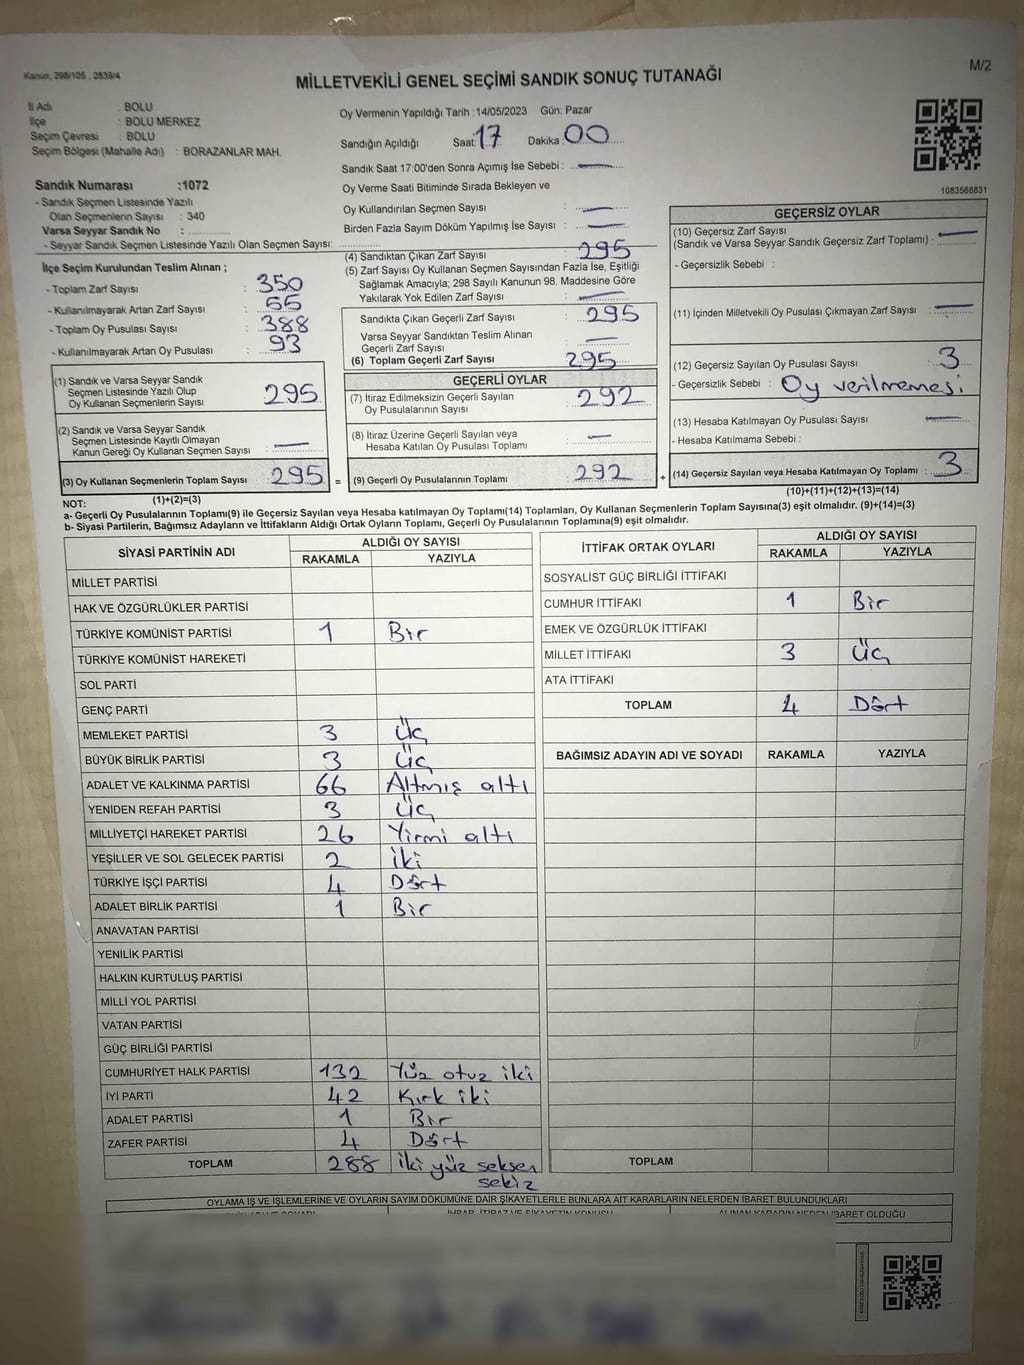 Kanun; 298/105 , 2839/4
M/2
MİLLETVEKİLİ GENEL SEÇİMİ SANDIK SONUÇ TUTANAĞI
İl Adı : BOLU
İlçe : BOLU MERKEZ
Seçim Çevresi : BOLU
Seçim Bölgesi (Mahalle Adı) : BORAZANLAR MAH.
Sandık Numarası :1072
- Sandık Seçmen Listesinde Yazılı
Olan Seçmenlerin Sayısı : 340
Varsa Seyyar Sandık No :
- Seyyar Sandık Seçmen Listesinde Yazılı Olan Seçmen Sayısı:
Oy Vermenin Yapıldığı Tarih :14/05/2023 Gün: Pazar
Sandığın Açıldığı Saat: 17 Dakika: 00
Sandık Saat 17.00'den Sonra Açımış İse Sebebi : —
Oy Verme Saati Bitiminde Sırada Bekleyen ve
Oy Kullandırılan Seçmen Sayısı : —
Birden Fazla Sayım Döküm Yapılmış İse Sayısı : —
1083568831
İlçe Seçim Kurulundan Teslim Alınan ;
- Toplam Zarf Sayısı : 350
- Kullanılmayarak Artan Zarf Sayısı : 55
- Toplam Oy Pusulası Sayısı : 388
- Kullanılmayarak Artan Oy Pusulası : 93
(1) Sandık ve Varsa Seyyar Sandık
Seçmen Listesinde Yazılı Olup
Oy Kullanan Seçmenlerin Sayısı : 295
(2) Sandık ve Varsa Seyyar Sandık
Seçmen Listesinde Kayıtlı Olmayan
Kanun Gereği Oy Kullanan Seçmen Sayısı : —
(3) Oy Kullanan Seçmenlerin Toplam Sayısı : 295
(1)+(2)=(3)
(4) Sandıktan Çıkan Zarf Sayısı : 295
(5) Zarf Sayısı Oy Kullanan Seçmen Sayısından Fazla İse, Eşitliği
Sağlamak Amacıyla; 298 Sayılı Kanunun 98. Maddesine Göre
Yakılarak Yok Edilen Zarf Sayısı : —
Sandıkta Çıkan Geçerli Zarf Sayısı : 295
Varsa Seyyar Sandıktan Teslim Alınan
Geçerli Zarf Sayısı : —
(6) Toplam Geçerli Zarf Sayısı : 295
GEÇERLİ OYLAR
(7) İtiraz Edilmeksizin Geçerli Sayılan
Oy Pusulalarının Sayısı : 292
(8) İtiraz Üzerine Geçerli Sayılan veya
Hesaba Katılan Oy Pusulası Toplamı : —
= (9) Geçerli Oy Pusulalarının Toplamı : 292 +
GEÇERSİZ OYLAR
(10) Geçersiz Zarf Sayısı
(Sandık ve Varsa Seyyar Sandık Geçersiz Zarf Toplamı) : —
- Geçersizlik Sebebi :
(11) İçinden Milletvekili Oy Pusulası Çıkmayan Zarf Sayısı : —
(12) Geçersiz Sayılan Oy Pusulası Sayısı : 3
- Geçersizlik Sebebi : Oy verilmemesi
(13) Hesaba Katılmayan Oy Pusulası Sayısı : —
- Hesaba Katılmama Sebebi :
(14) Geçersiz Sayılan veya Hesaba Katılmayan Oy Toplamı : 3
(10)+(11)+(12)+(13)=(14)
NOT:
a- Geçerli Oy Pusulalarının Toplamı(9) ile Geçersiz Sayılan veya Hesaba katılmayan Oy Toplamı(14) Toplamları, Oy Kullanan Seçmenlerin Toplam Sayısına(3) eşit olmalıdır. (9)+(14)=(3)
b- Siyasi Partilerin, Bağımsız Adayların ve İttifakların Aldığı Ortak Oyların Toplamı, Geçerli Oy Pusulalarının Toplamına(9) eşit olmalıdır.
SİYASİ PARTİNİN ADI ALDIĞI OY SAYISI
RAKAMLA YAZIYLA
MİLLET PARTİSİ
HAK VE ÖZGÜRLÜKLER PARTİSİ
TÜRKİYE KOMÜNİST PARTİSİ 1 Bir
TÜRKİYE KOMÜNİST HAREKETİ
SOL PARTİ
GENÇ PARTİ
MEMLEKET PARTİSİ 3 Üç
BÜYÜK BİRLİK PARTİSİ 3 Üç
ADALET VE KALKINMA PARTİSİ 66 Altmış altı
YENİDEN REFAH PARTİSİ 3 Üç
MİLLİYETÇİ HAREKET PARTİSİ 26 Yirmi altı
YEŞİLLER VE SOL GELECEK PARTİSİ 2 İki
TÜRKİYE İŞÇİ PARTİSİ 4 Dört
ADALET BİRLİK PARTİSİ 1 Bir
ANAVATAN PARTİSİ
YENİLİK PARTİSİ
HALKIN KURTULUŞ PARTİSİ
MİLLİ YOL PARTİSİ
VATAN PARTİSİ
GÜÇ BİRLİĞİ PARTİSİ
CUMHURİYET HALK PARTİSİ 132 Yüz otuz iki
İYİ PARTİ 42 Kırk iki
ADALET PARTİSİ 1 Bir
ZAFER PARTİSİ 4 Dört
TOPLAM 288 İki yüz seksen
sekiz
İTTİFAK ORTAK OYLARI ALDIĞI OY SAYISI
RAKAMLA YAZIYLA
SOSYALİST GÜÇ BİRLİĞİ İTTİFAKI
CUMHUR İTTİFAKI 1 Bir
EMEK VE ÖZGÜRLÜK İTTİFAKI
MİLLET İTTİFAKI 3 Üç
ATA İTTİFAKI
TOPLAM 4 Dört
BAĞIMSIZ ADAYIN ADI VE SOYADI RAKAMLA YAZIYLA
TOPLAM
OYLAMA İŞ VE İŞLEMLERİNE VE OYLARIN SAYIM DÖKÜMÜNE DAİR ŞİKAYETLERLE BUNLARA AİT KARARLARIN NELERDEN İBARET BULUNDUKLARI
İHBAR, İTİRAZ VE ŞİKAYETİN KONUSU ALINAN KARARIN NEDEN İBARET OLDUĞU